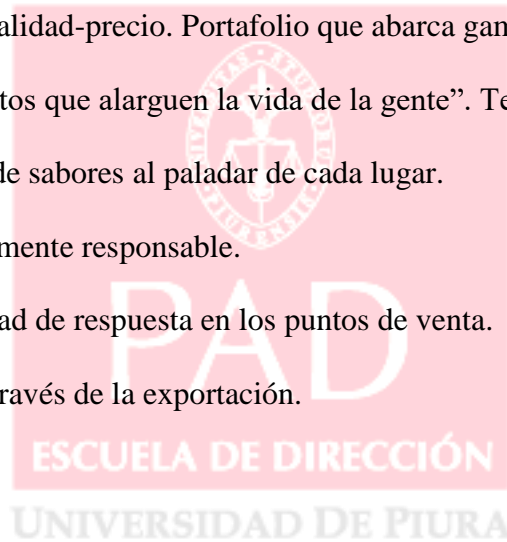 alidad-precio. Portafolio que abarca gan
tos que alarguen la vida de la gente”. Te
de sabores al paladar de cada lugar.
mente responsable.
ad de respuesta en los puntos de venta.
ravés de la exportación.
PAD
ESCUELA DE DIRECCIÓN
UNIVERSIDAD DE PIURA